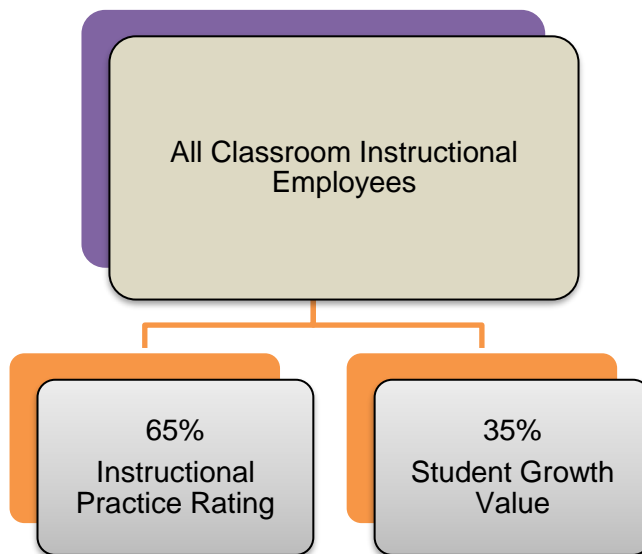 All Classroom Instructional
Employees
65%
Instructional
Practice Rating
35%
Student Growth
Value